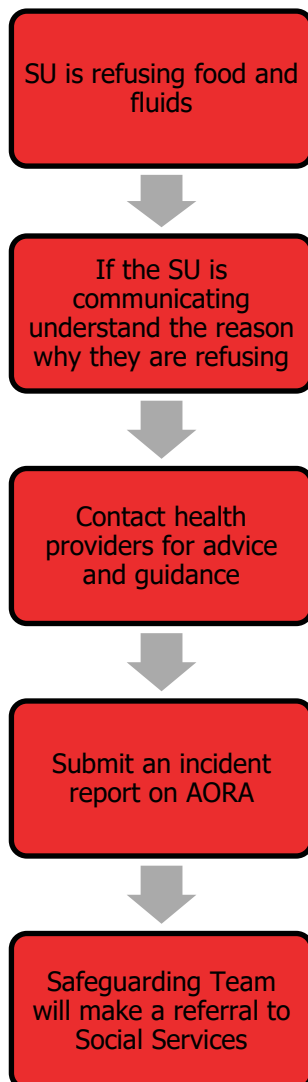 SU is refusing food and
fluids
If the SU is
communicating
understand the reason
why they are refusing
Contact health
providers for advice
and guidance
Submit an incident
report on AORA
Safeguarding Team
will make a referral to
Social Services